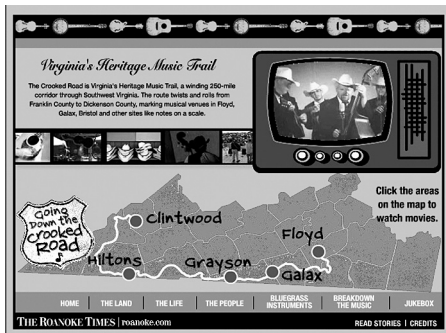 Virginia's Heritage Music Trail
The Crooked Road is Virginia's Heritage Music Trail, a winding 250-mile
corridor through Southwest Virginia. The route twists and rolls from
Franklin County to Dickenson County, marking musical venues in Floyd,
Galax, Bristol and other sites like notes on a scale.
Click the areas
on the map to
watch movies.
Going
Down the
Crooked
Road
Clintwood
Floyd
Hiltons
Grayson
Galax
HOME THE LAND THE LIFE THE PEOPLE BLUEGRASS INSTRUMENTS BREAKDOWN THE MUSIC JUKEBOX
THE ROANOKE TIMES | roanoke.com READ STORIES | CREDITS